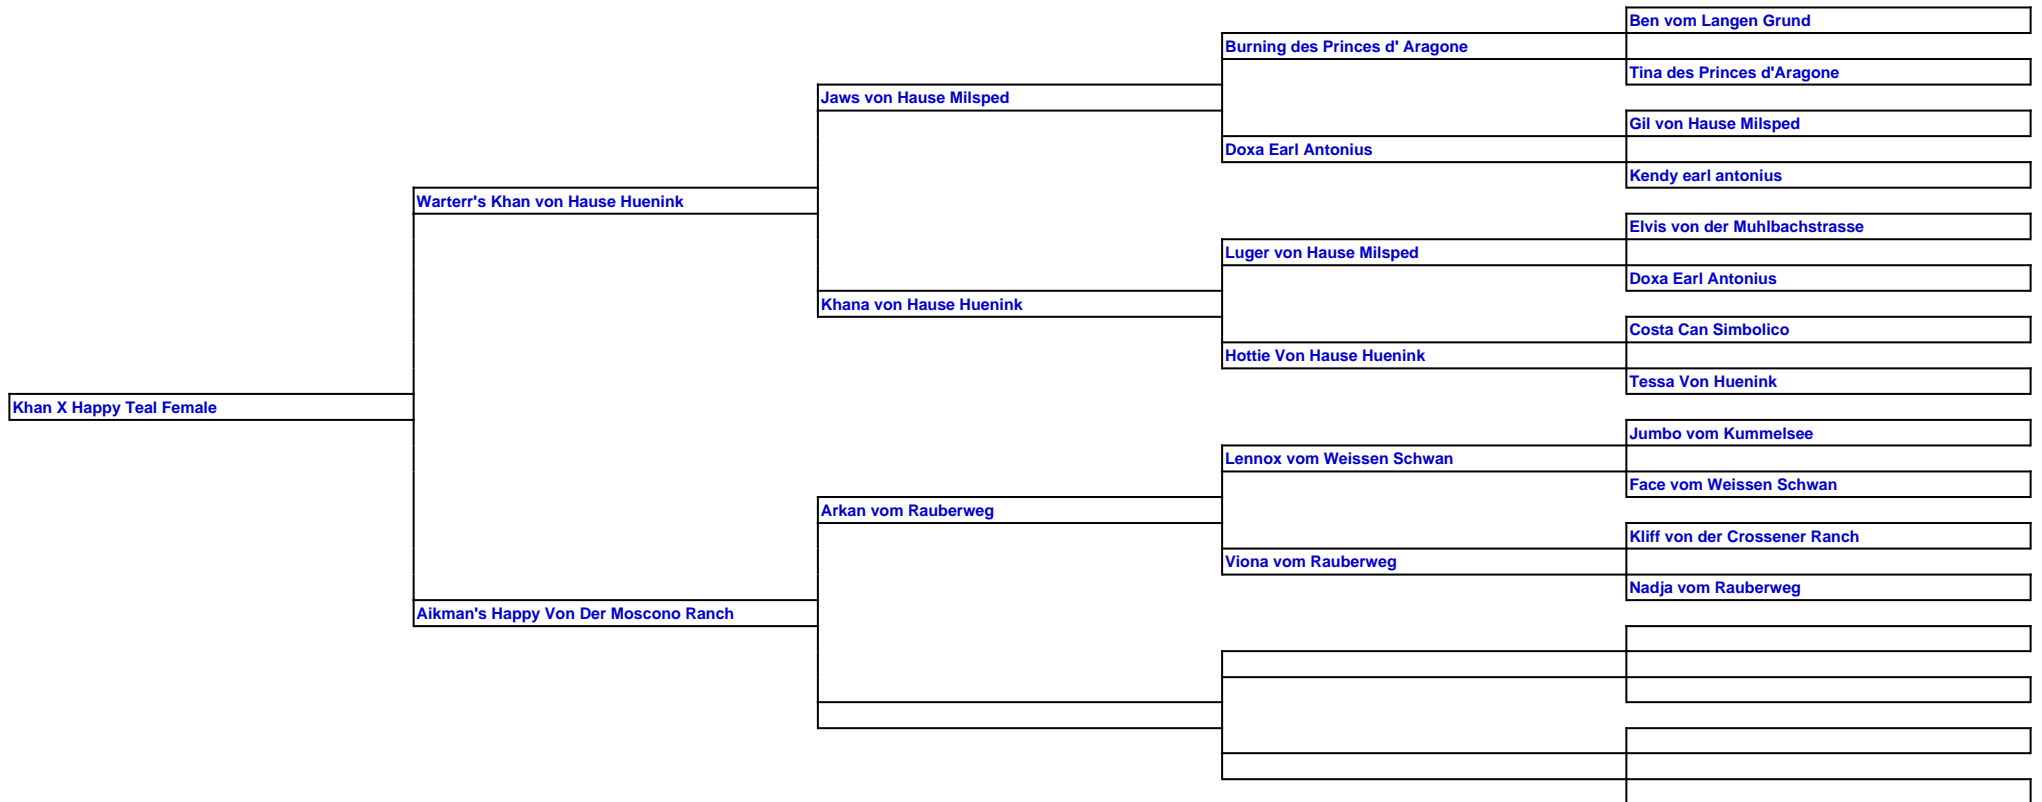 Ben vom Langen Grund
Burning des Princes d' Aragone
Tina des Princes d'Aragone
Jaws von Hause Milsped
Gil von Hause Milsped
Doxa Earl Antonius
Kendy earl antonius
Warterr's Khan von Hause Huenink
Elvis von der Muhlbachstrasse
Luger von Hause Milsped
Doxa Earl Antonius
Khana von Hause Huenink
Costa Can Simbolico
Hottie Von Hause Huenink
Tessa Von Huenink
Khan X Happy Teal Female
Jumbo vom Kummelsee
Lennox vom Weissen Schwan
Face vom Weissen Schwan
Arkan vom Rauberweg
Kliff von der Crossener Ranch
Viona vom Rauberweg
Nadja vom Rauberweg
Aikman's Happy Von Der Moscono Ranch